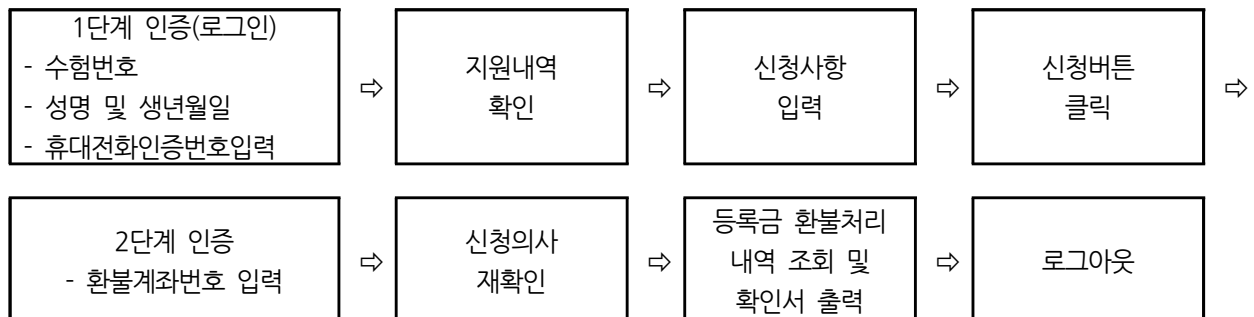 1단계 인증(로그인)
- 수험번호
- 성명 및 생년월일
- 휴대전화인증번호입력
⇨
지원내역
확인
⇨
신청사항
입력
⇨
신청버튼
클릭
⇨
2단계 인증
- 환불계좌번호 입력
⇨
신청의사
재확인
⇨
등록금 환불처리
내역 조회 및
확인서 출력
⇨
로그아웃